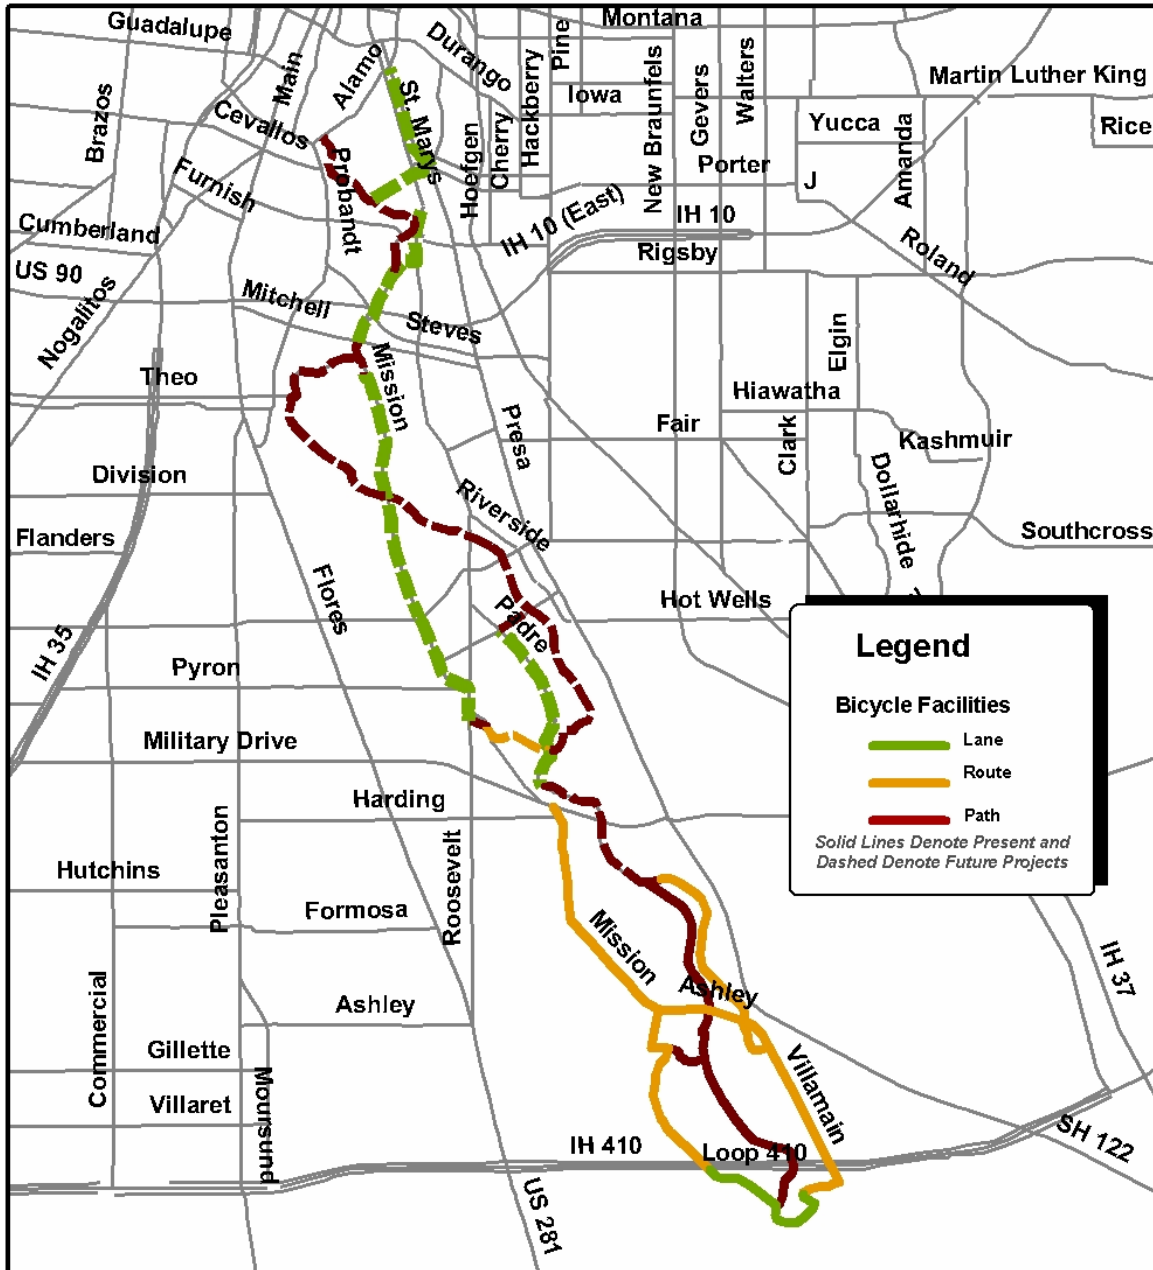 Montana
Guadalupe
Pine
Durango
Main
Alamo
Martin Luther King
Brazos
Iowa
New Braunfels
Gevers
Walters
Hackberry
Cevallos
St. Marys
Yucca
Rice
Amanda
Hoefgen
Cherry
Probandt
Porter
J
Furnish
IH 10 (East)
IH 10
Cumberland
Rigsby
Roland
US 90
Nogalitos
Mitchell
Steves
Elgin
Mission
Theo
Hiawatha
Presa
Fair
Clark
Kashmuir
Division
Dollarhide
Riverside
Flanders
Southcross
Flores
Hot Wells
Padre
IH 35
Pyron
Legend
Bicycle Facilities
Lane
Route
Path
Solid Lines Denote Present and
Dashed Denote Future Projects
Military Drive
Harding
Pleasanton
Roosevelt
Hutchins
Formosa
Mission
IH 37
Commercial
Ashley
Ashley
Gillette
Villamain
Moursund
Villaret
IH 410
Loop 410
SH 122
US 281